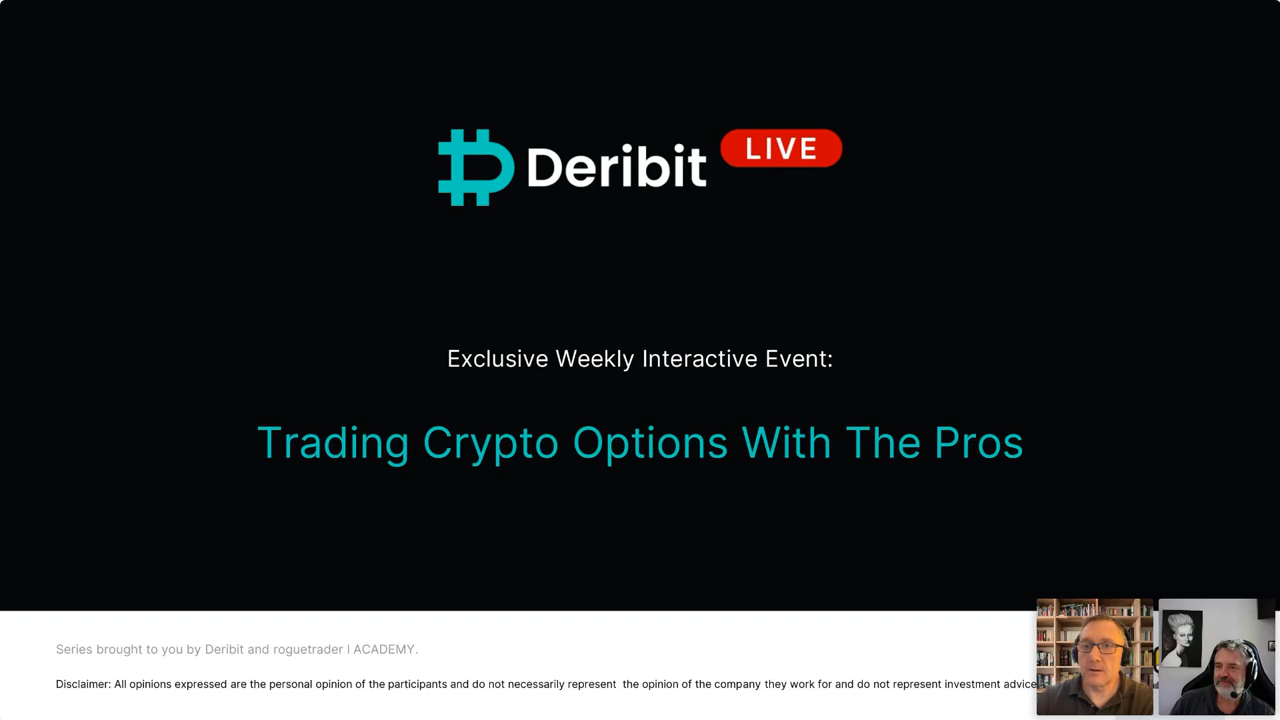 Deribit LIVE
Exclusive Weekly Interactive Event:
Trading Crypto Options With The Pros
Series brought to you by Deribit and roguetrader | ACADEMY.
Disclaimer: All opinions expressed are the personal opinion of the participants and do not necessarily represent the opinion of the company they work for and do not represent investment advice